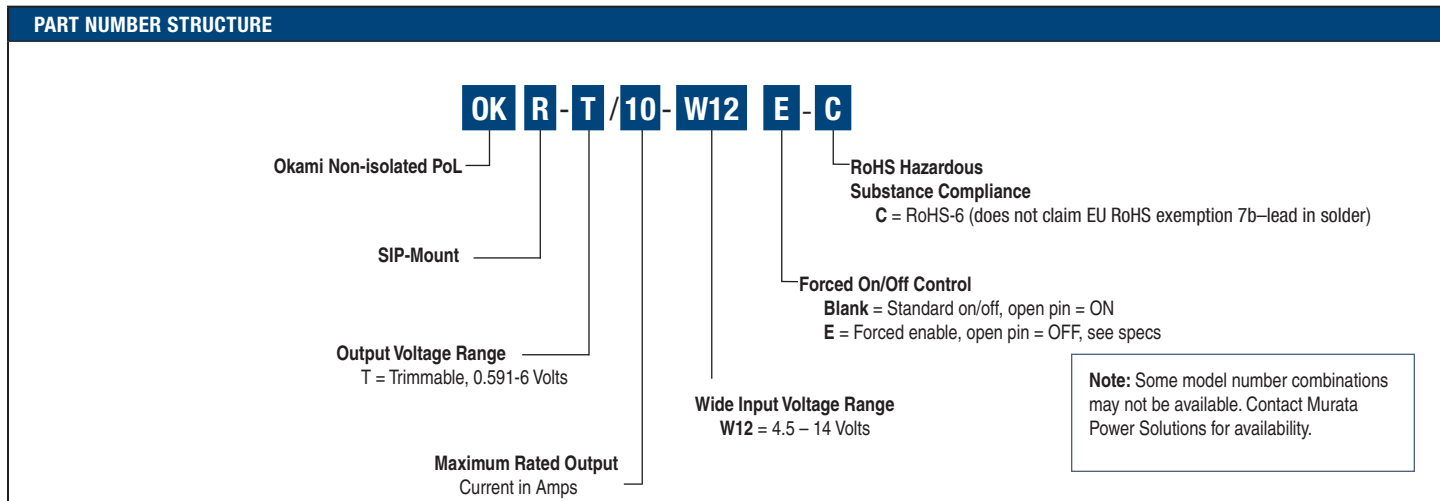 PART NUMBER STRUCTURE
OK R - T / 10 - W12 E - C
Okami Non-isolated PoL
RoHS Hazardous
Substance Compliance
C = RoHS-6 (does not claim EU RoHS exemption 7b–lead in solder)
SIP-Mount
Forced On/Off Control
Blank = Standard on/off, open pin = ON
E = Forced enable, open pin = OFF, see specs
Output Voltage Range
T = Trimmable, 0.591-6 Volts
Wide Input Voltage Range
W12 = 4.5 – 14 Volts
Note: Some model number combinations
may not be available. Contact Murata
Power Solutions for availability.
Maximum Rated Output
Current in Amps